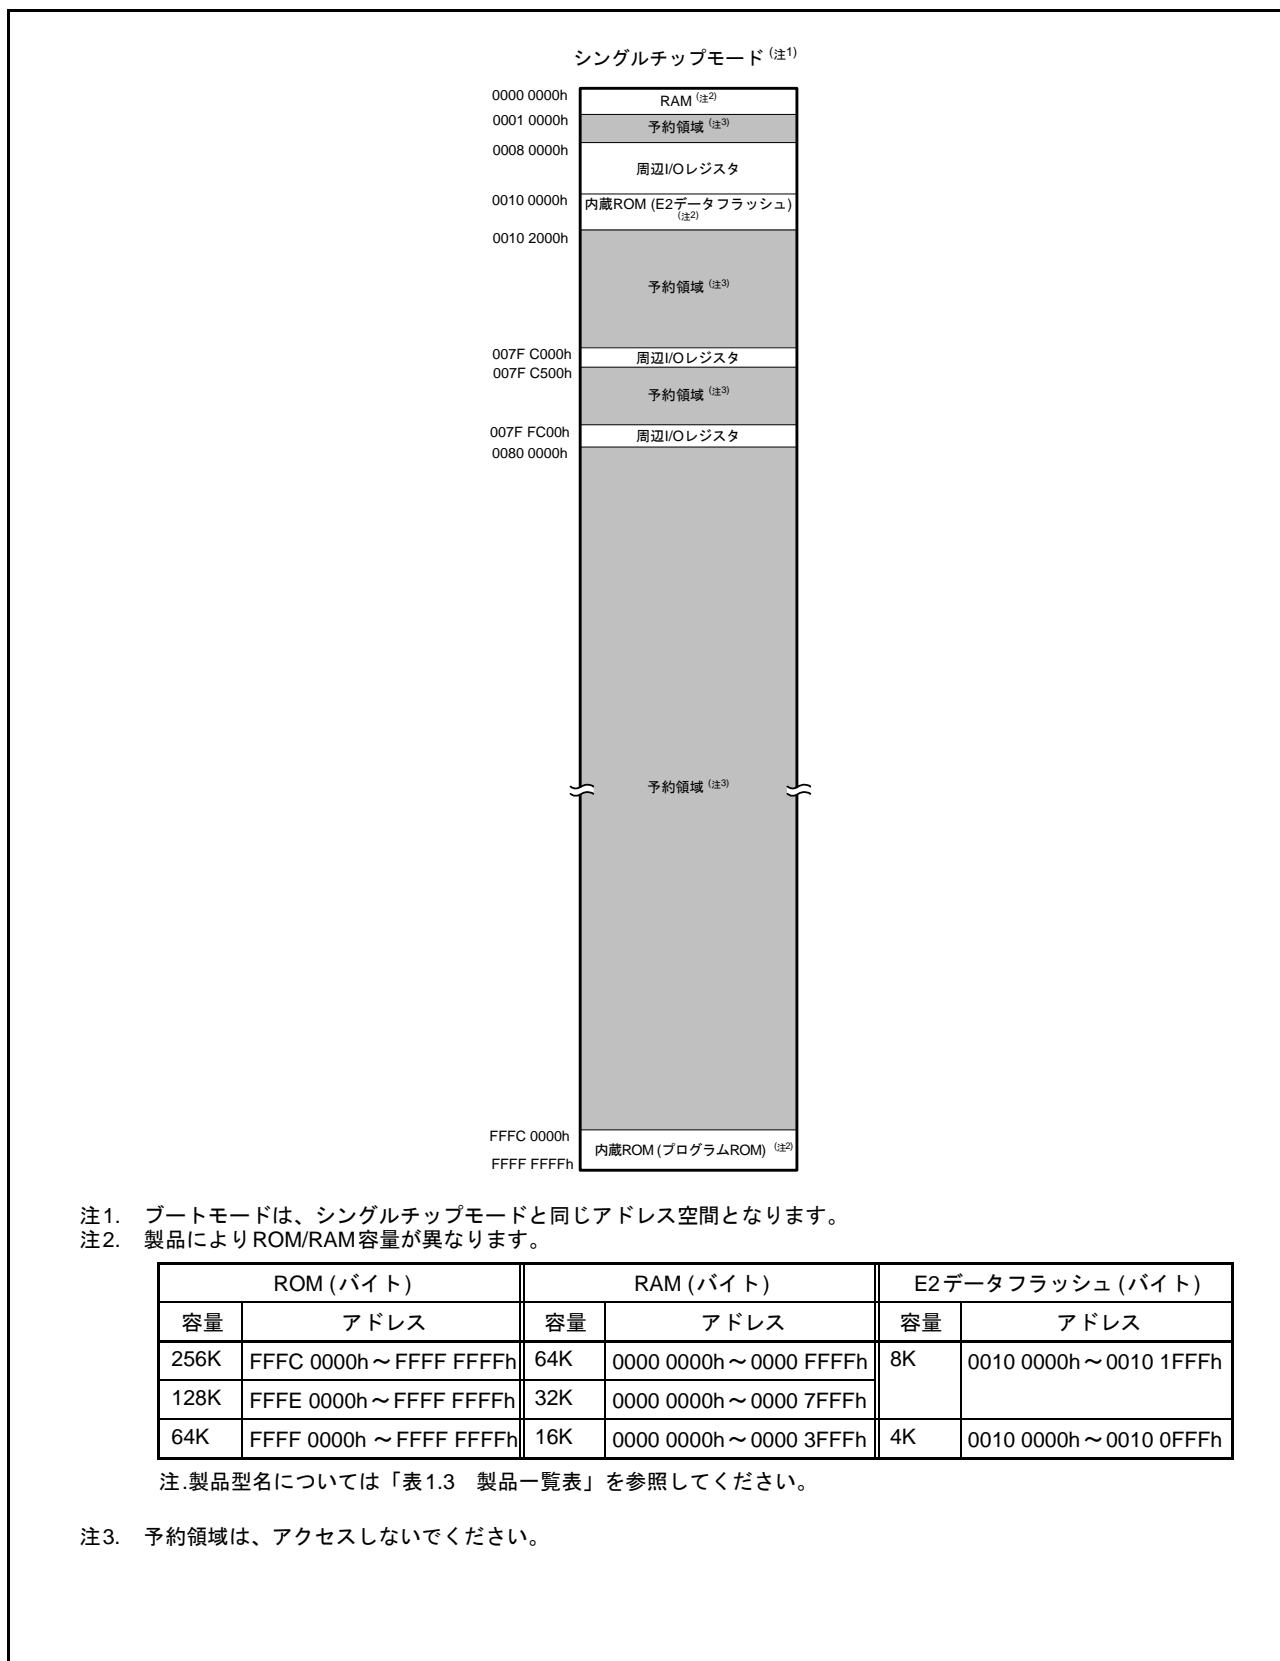 シングルチップモード (注1)
0000 0000h
RAM (注2)
0001 0000h
予約領域 (注3)
0008 0000h
周辺I/Oレジスタ
0010 0000h
内蔵ROM (E2データフラッシュ)
(注2)
0010 2000h
予約領域 (注3)
007F C000h
周辺I/Oレジスタ
007F C500h
予約領域 (注3)
007F FC00h
周辺I/Oレジスタ
0080 0000h
予約領域 (注3)
FFFC 0000h
内蔵ROM (プログラムROM) (注2)
FFFF FFFFh
注1. ブートモードは、シングルチップモードと同じアドレス空間となります。
注2. 製品によりROM/RAM容量が異なります。
ROM (バイト) RAM (バイト) E2データフラッシュ (バイト)
容量 アドレス 容量 アドレス 容量 アドレス
256K FFFC 0000h～FFFF FFFFh 64K 0000 0000h～0000 FFFFh 8K 0010 0000h～0010 1FFFh
128K FFFE 0000h～FFFF FFFFh 32K 0000 0000h～0000 7FFFh
64K FFFF 0000h ～FFFF FFFFh 16K 0000 0000h～0000 3FFFh 4K 0010 0000h～0010 0FFFh
注.製品型名については「表1.3 製品一覧表」を参照してください。
注3. 予約領域は、アクセスしないでください。